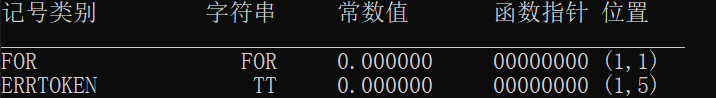 记号类别 字符串 常数值 函数指针 位置
FOR FOR 0.000000 00000000 (1,1)
ERRTOKEN TT 0.000000 00000000 (1,5)